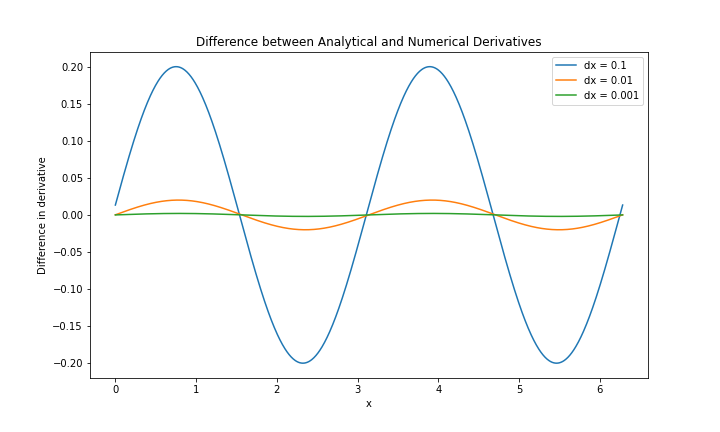 Difference between Analytical and Numerical Derivatives
dx = 0.1
dx = 0.01
dx = 0.001
Difference in derivative
0.20
0.15
0.10
0.05
0.00
−0.05
−0.10
−0.15
−0.20
0 1 2 3 4 5 6
x